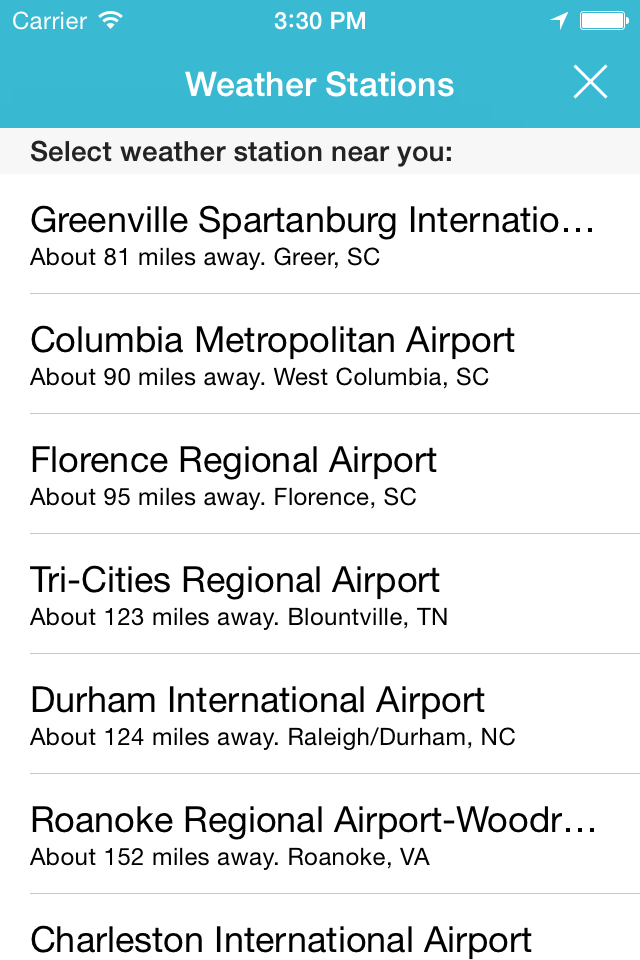 Carrier 3:30 PM
Weather Stations
Select weather station near you:
Greenville Spartanburg Internatio...
About 81 miles away. Greer, SC
Columbia Metropolitan Airport
About 90 miles away. West Columbia, SC
Florence Regional Airport
About 95 miles away. Florence, SC
Tri-Cities Regional Airport
About 123 miles away. Blountville, TN
Durham International Airport
About 124 miles away. Raleigh/Durham, NC
Roanoke Regional Airport-Woodr...
About 152 miles away. Roanoke, VA
Charleston International Airport